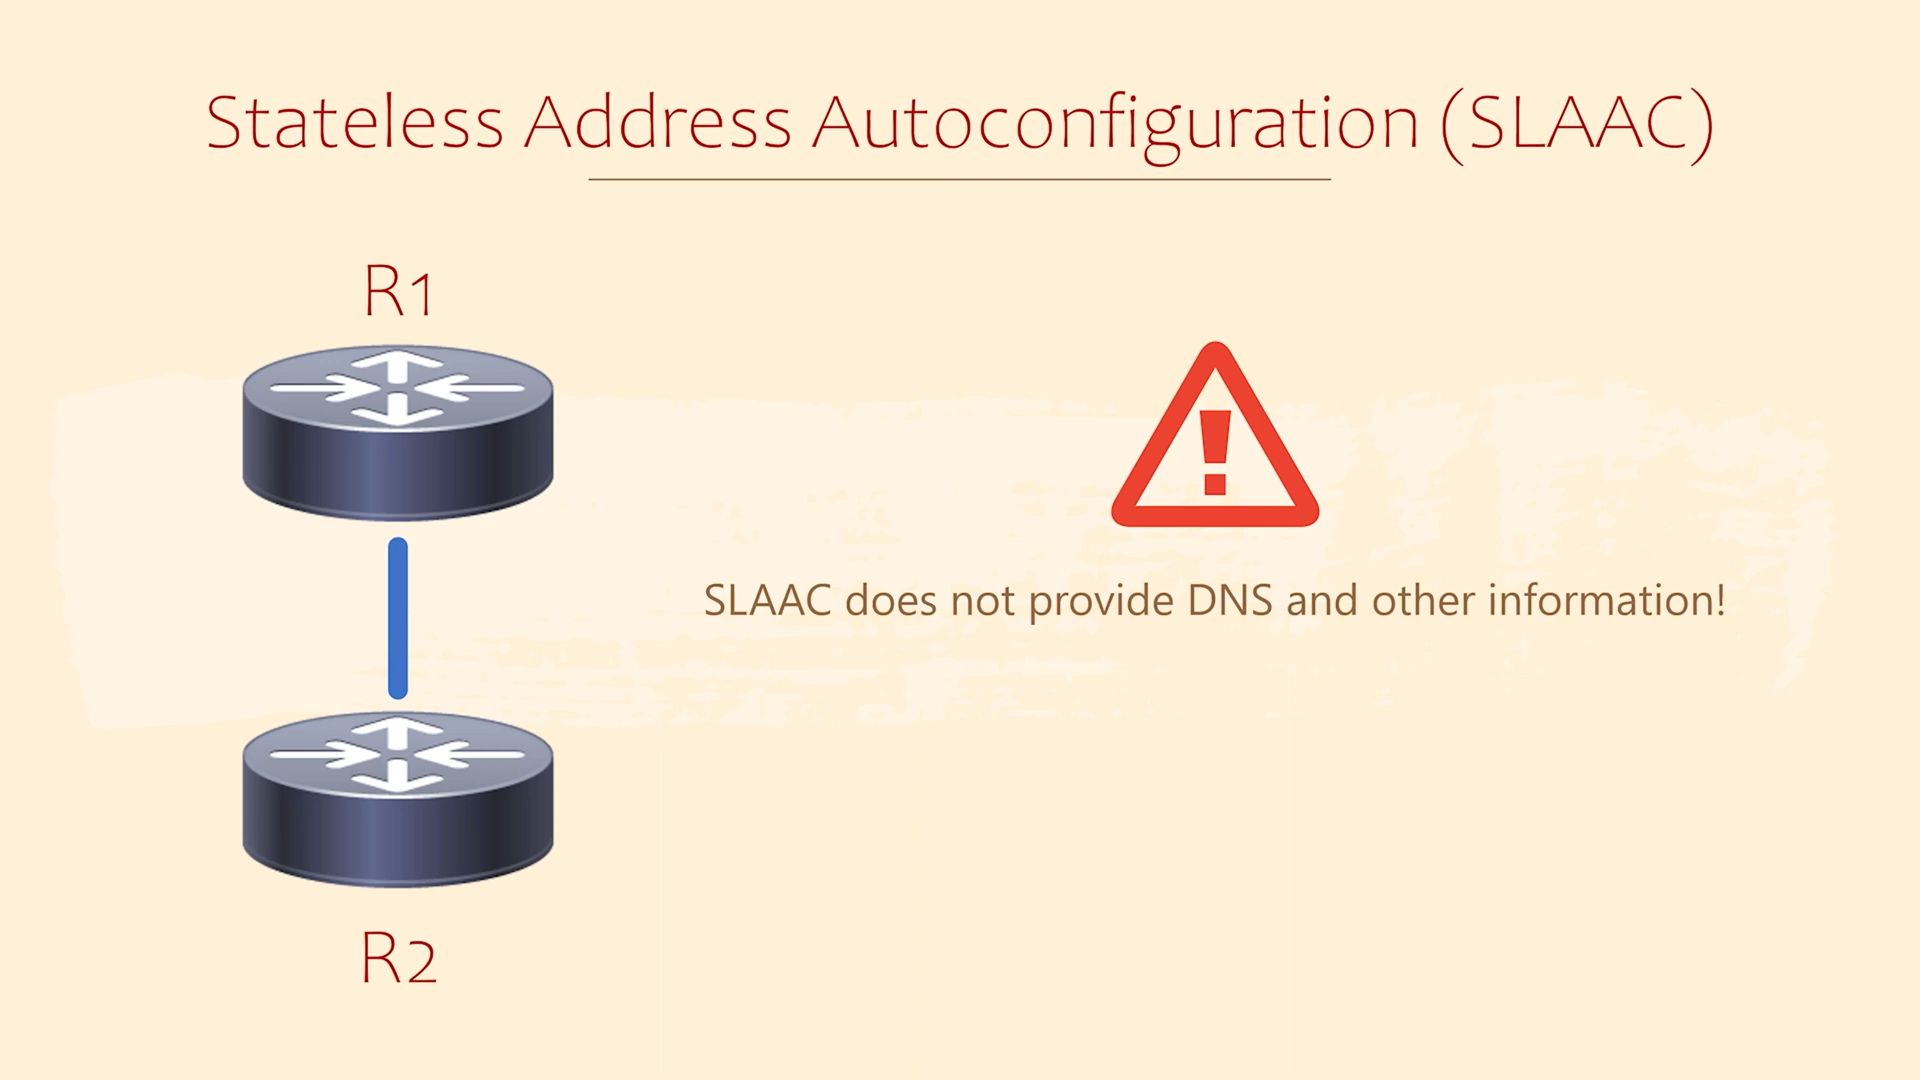 Stateless Address Autoconfiguration (SLAAC)
R1
SLAAC does not provide DNS and other information!
R2